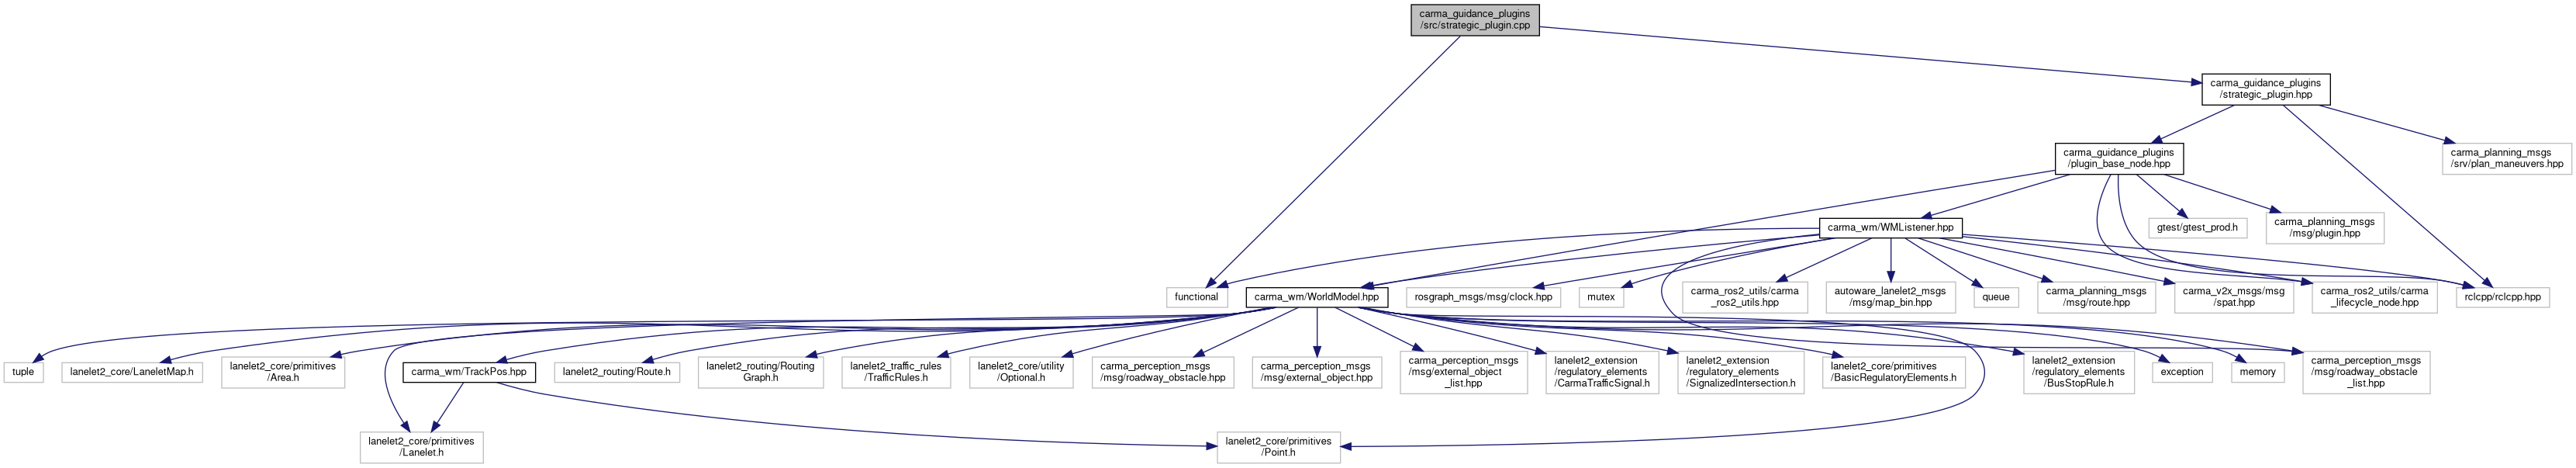 carma_guidance_plugins
/src/strategic_plugin.cpp
carma_guidance_plugins
/strategic_plugin.hpp
carma_guidance_plugins
/plugin_base_node.hpp
carma_planning_msgs
/srv/plan_maneuvers.hpp
carma_wm/WMListener.hpp
gtest/gtest_prod.h
carma_planning_msgs
/msg/plugin.hpp
functional
carma_wm/WorldModel.hpp
rosgraph_msgs/msg/clock.hpp
mutex
carma_ros2_utils/carma
_ros2_utils.hpp
autoware_lanelet2_msgs
/msg/map_bin.hpp
queue
carma_planning_msgs
/msg/route.hpp
carma_v2x_msgs/msg
/spat.hpp
carma_ros2_utils/carma
_lifecycle_node.hpp
rclcpp/rclcpp.hpp
tuple
lanelet2_core/LaneletMap.h
lanelet2_core/primitives
/Area.h
carma_wm/TrackPos.hpp
lanelet2_routing/Route.h
lanelet2_routing/Routing
Graph.h
lanelet2_traffic_rules
/TrafficRules.h
lanelet2_core/utility
/Optional.h
carma_perception_msgs
/msg/roadway_obstacle.hpp
carma_perception_msgs
/msg/external_object.hpp
carma_perception_msgs
/msg/external_object
_list.hpp
lanelet2_extension
/regulatory_elements
/CarmaTrafficSignal.h
lanelet2_extension
/regulatory_elements
/SignalizedIntersection.h
lanelet2_core/primitives
/BasicRegulatoryElements.h
lanelet2_extension
/regulatory_elements
/BusStopRule.h
exception
memory
carma_perception_msgs
/msg/roadway_obstacle
_list.hpp
lanelet2_core/primitives
/Lanelet.h
lanelet2_core/primitives
/Point.h